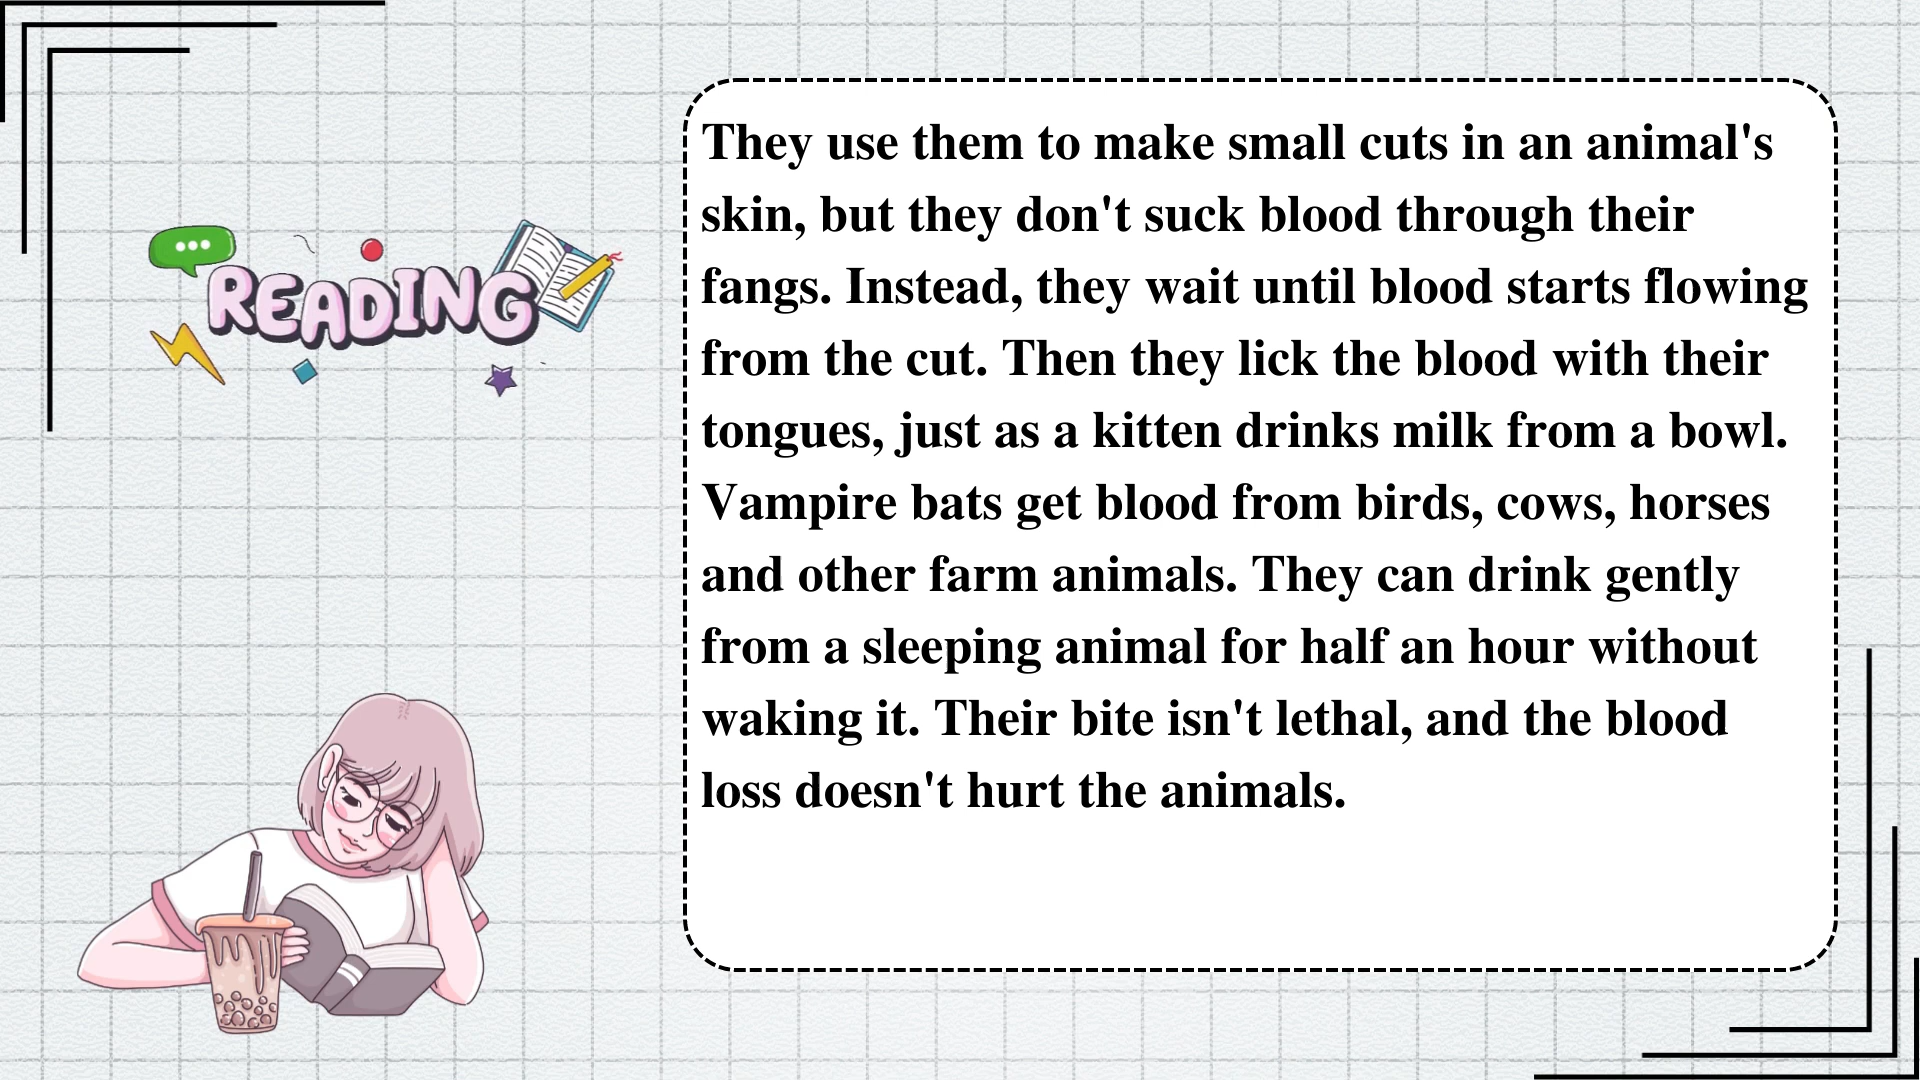 READING
They use them to make small cuts in an animal's
skin, but they don't suck blood through their
fangs. Instead, they wait until blood starts flowing
from the cut. Then they lick the blood with their
tongues, just as a kitten drinks milk from a bowl.
Vampire bats get blood from birds, cows, horses
and other farm animals. They can drink gently
from a sleeping animal for half an hour without
waking it. Their bite isn't lethal, and the blood
loss doesn't hurt the animals.